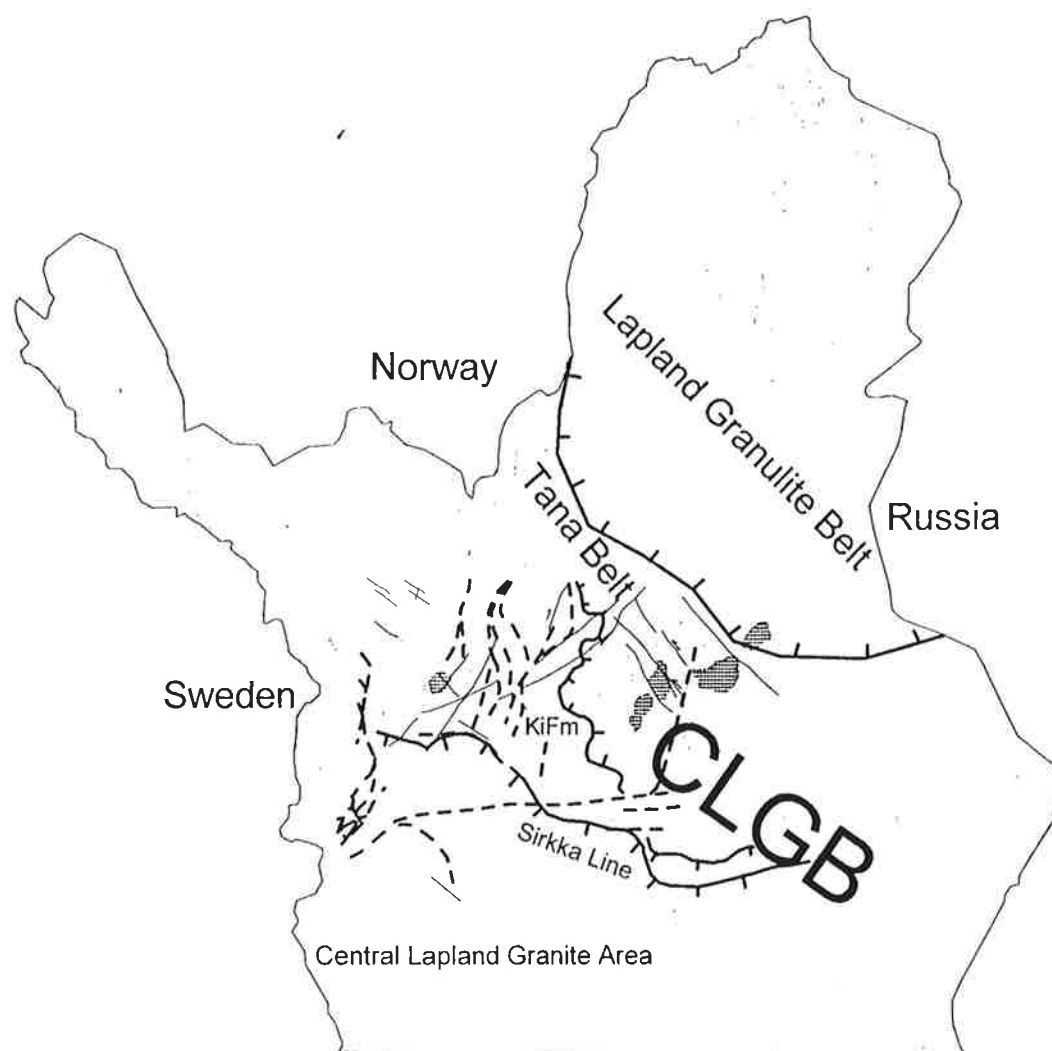 Norway
Lapland Granulite Belt
Tana Belt
Russia
Sweden
KiFm
CLGB
Sirkka Line
Central Lapland Granite Area